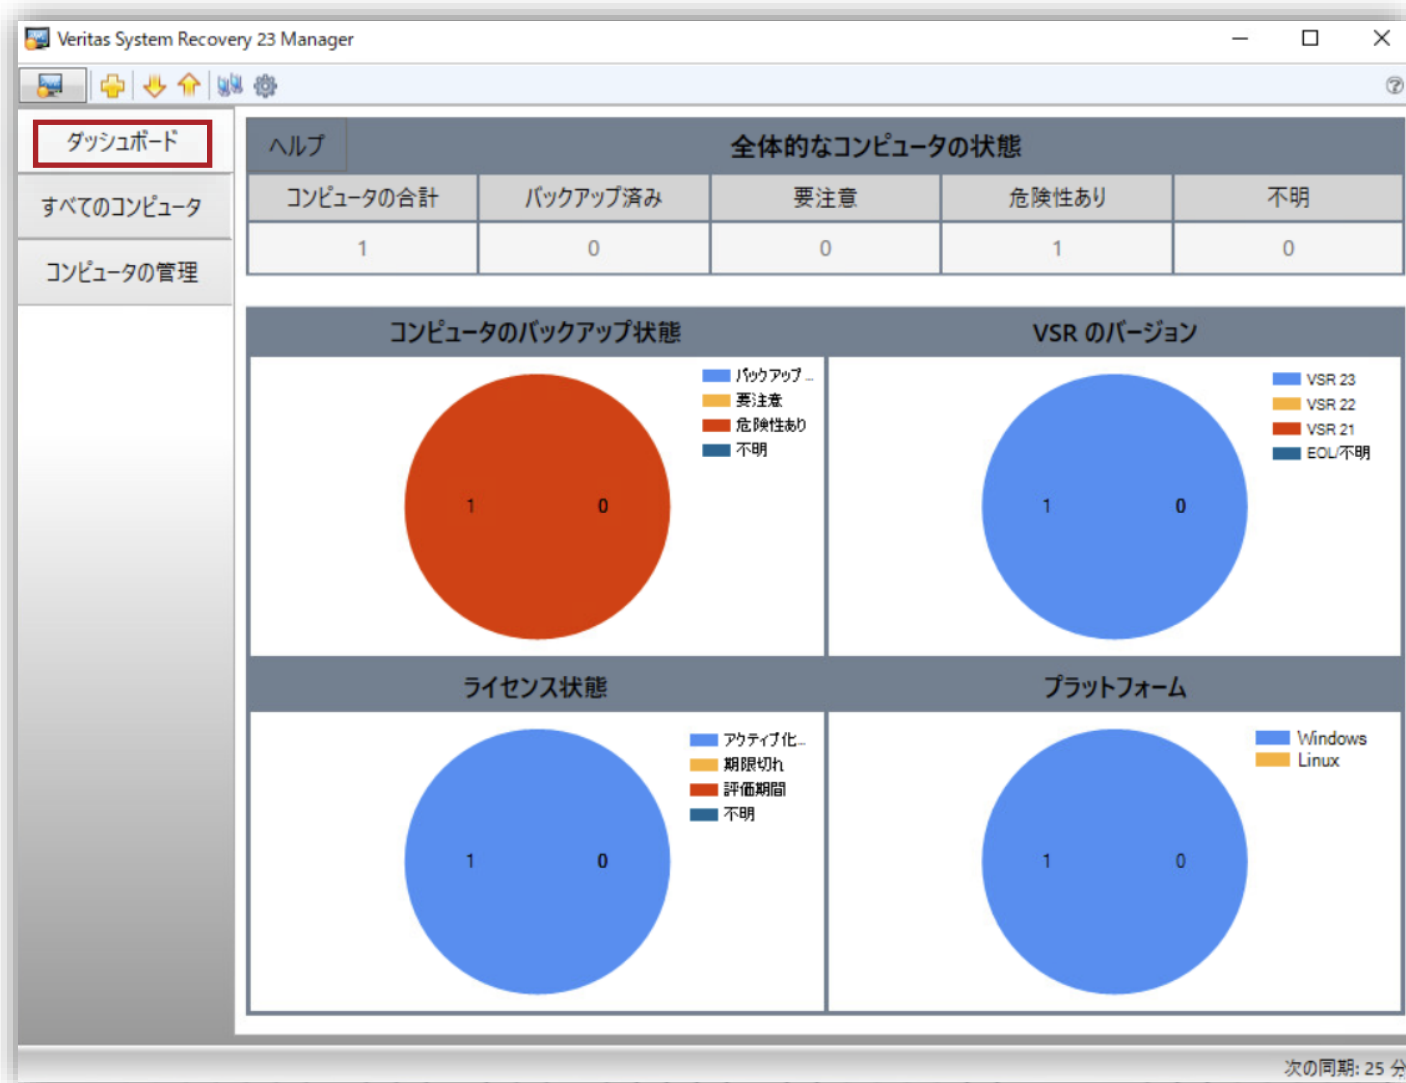 Veritas System Recovery 23 Manager
ダッシュボード
すべてのコンピュータ
コンピュータの管理
ヘルプ
全体的なコンピュータの状態
コンピュータの合計 バックアップ済み 要注意 危険性あり 不明
1 0 0 1 0
コンピュータのバックアップ状態
バックアップ...
要注意
危険性あり
不明
1 0
VSR のバージョン
VSR 23
VSR 22
VSR 21
EOL/不明
1 0
ライセンス状態
アクティブ化...
期限切れ
評価期間
不明
1 0
プラットフォーム
Windows
Linux
1 0
次の同期: 25 分